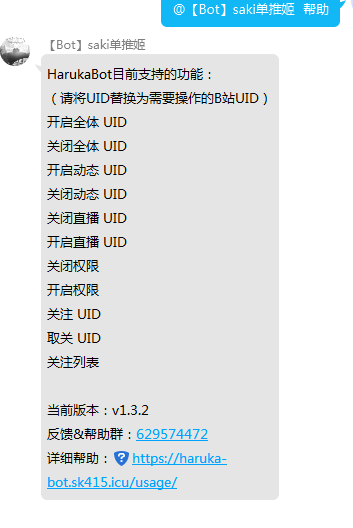 @【Bot】saki单推姬 帮助
【Bot】saki单推姬
HarukaBot目前支持的功能：
（请将UID替换为需要操作的B站UID）
开启全体 UID
关闭全体 UID
开启动态 UID
关闭动态 UID
关闭直播 UID
开启直播 UID
关闭权限
开启权限
关注 UID
取关 UID
关注列表
当前版本：v1.3.2
反馈&帮助群：629574472
详细帮助： https://haruka-
bot.sk415.icu/usage/